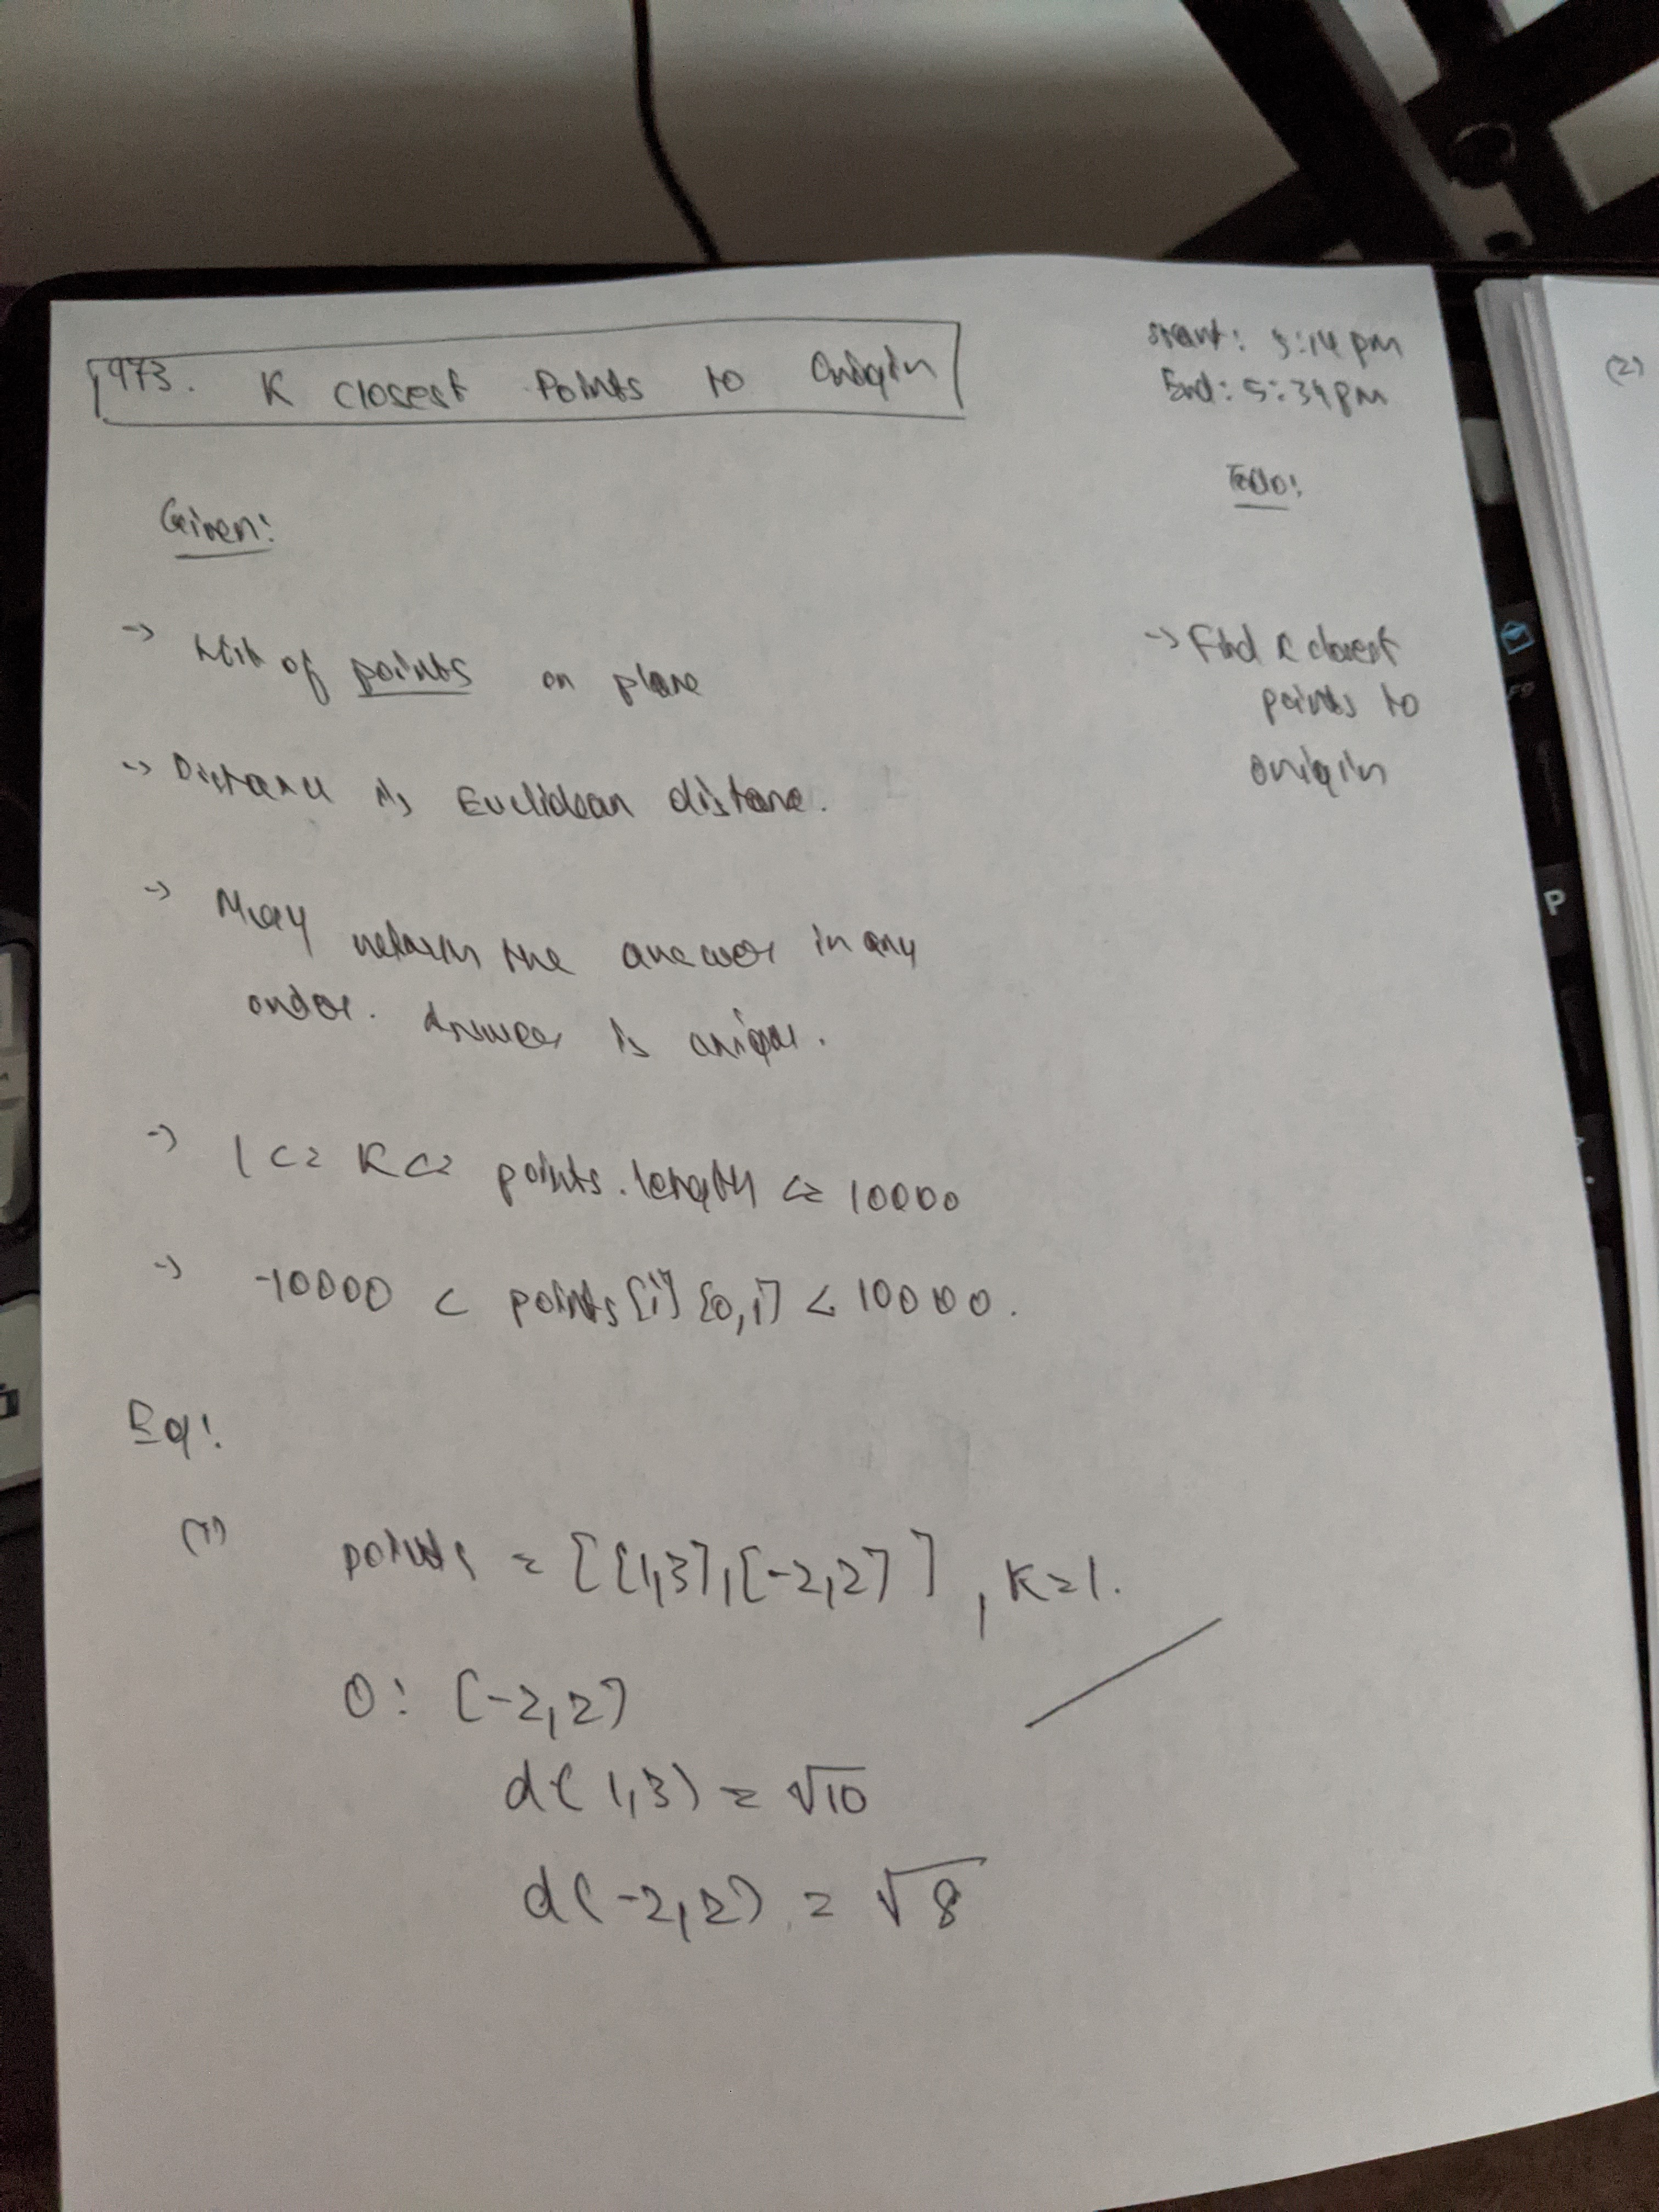 973. K closest Points to Origin
Start: 5:14 pm
End: 5:34 PM
(2)
Given:
Todo:
-> List of points on plane
-> Find K closest
points to
origin
-> Distance is Euclidean distance.
-> May return the answer in any
order. Answer is unique.
-> 1 <= K <= points.length <= 10000
-> -10000 < points[i][0,1] < 10000.
Eg:
(1) points = [[1,3],[-2,2]], K=1.
O: [-2,2]
d(1,3) = √10
d(-2,2) = √8
F9
P